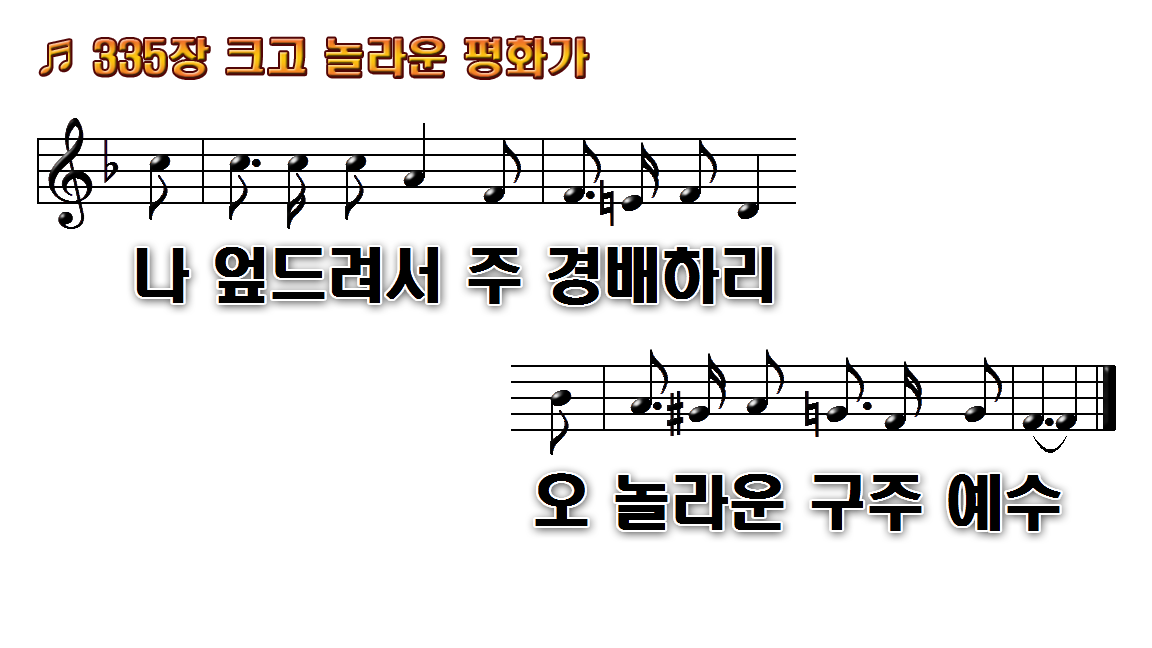 ♬ 335장 크고 놀라운 평화가
나 엎드려서 주 경배하리
오 놀라운 구주 예수